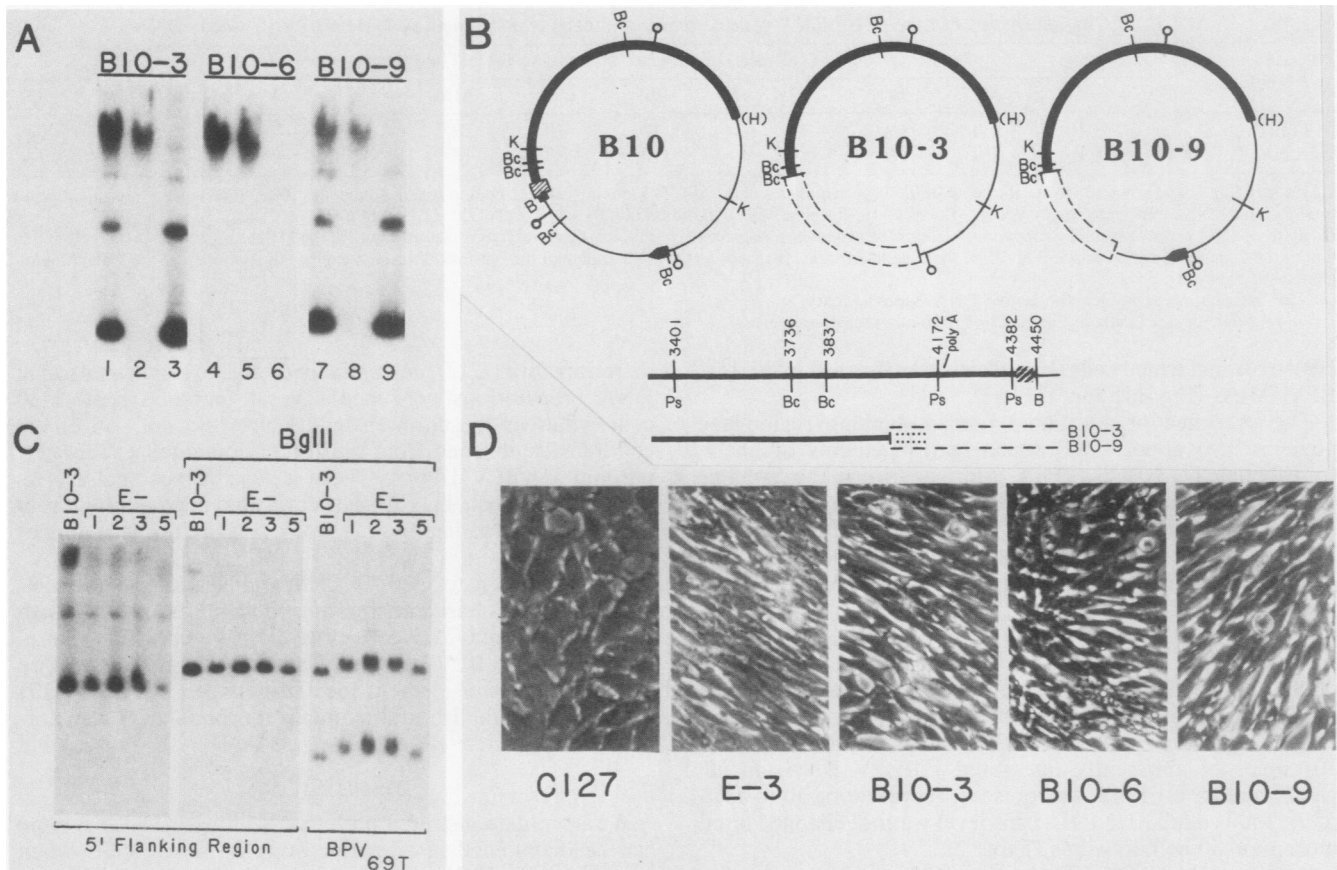 A
B10-3 B10-6 B10-9
1 2 3 4 5 6 7 8 9
B
Bc
(H)
K
Bc
Bc
B
Bc
Bc
K
B10
Bc
(H)
K
Bc
Bc
K
B10-3
Bc
(H)
K
Bc
Bc
Bc
K
B10-9
3401 3736 3837 4172 poly A 4382 4450
Ps Bc Bc Ps Ps B
B10-3
B10-9
C
BglII
B10-3 E- 1 2 3 5
B10-3 E- 1 2 3 5
B10-3 E- 1 2 3 5
5' Flanking Region
BPV69T
D
C127 E-3 B10-3 B10-6 B10-9